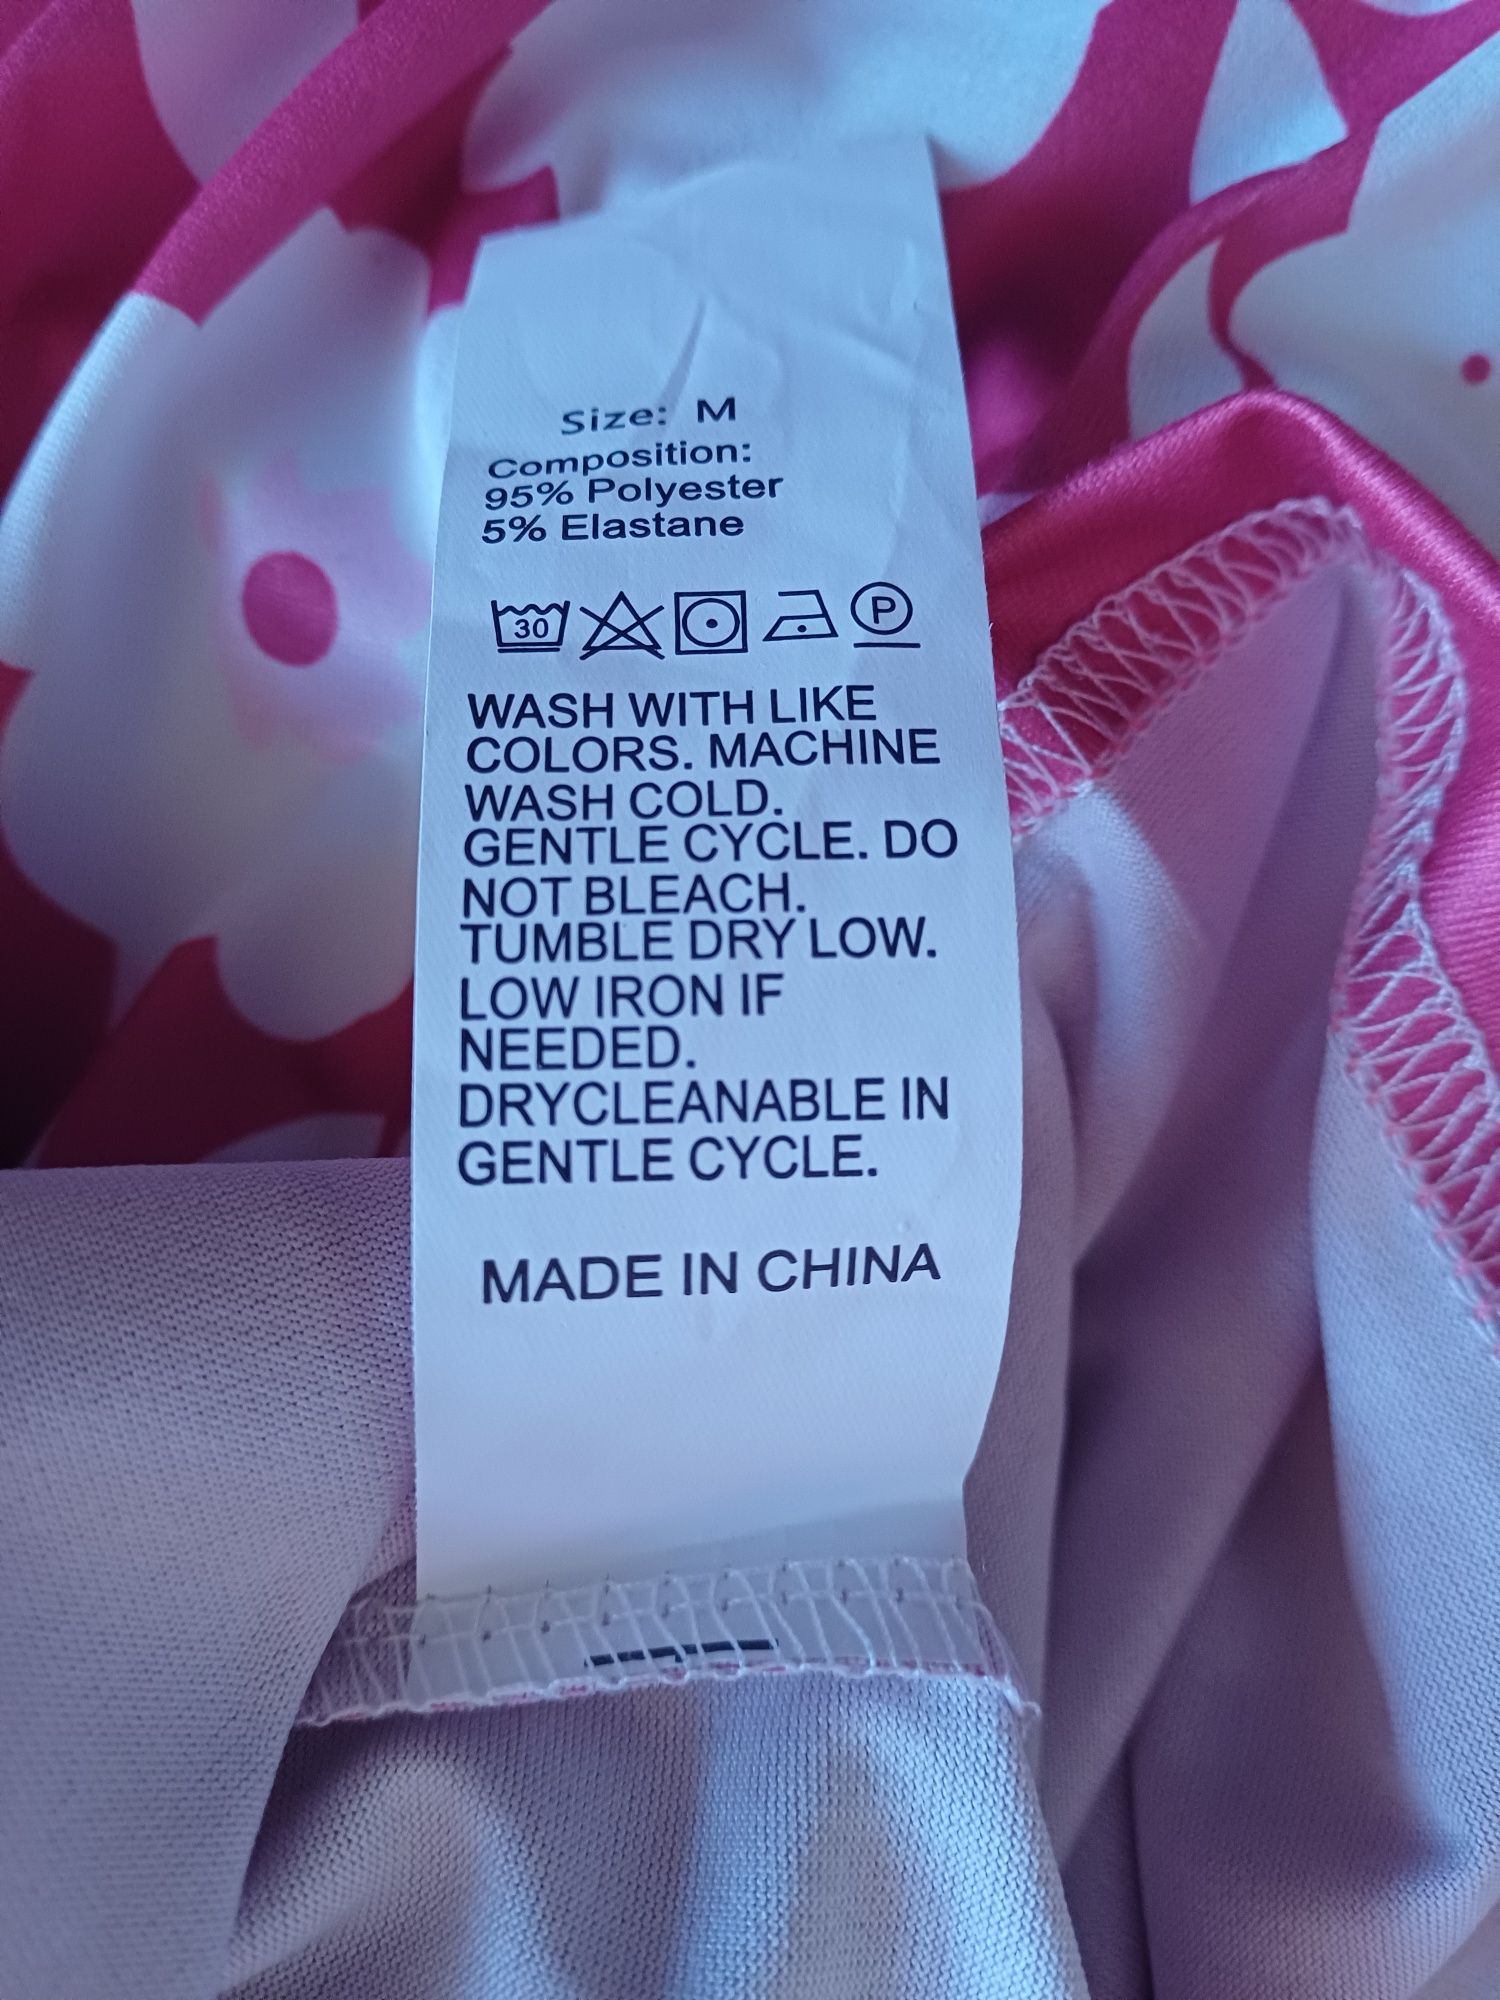 Size: M
Composition:
95% Polyester
5% Elastane
30 P
WASH WITH LIKE
COLORS. MACHINE
WASH COLD.
GENTLE CYCLE. DO
NOT BLEACH.
TUMBLE DRY LOW.
LOW IRON IF
NEEDED.
DRYCLEANABLE IN
GENTLE CYCLE.
MADE IN CHINA